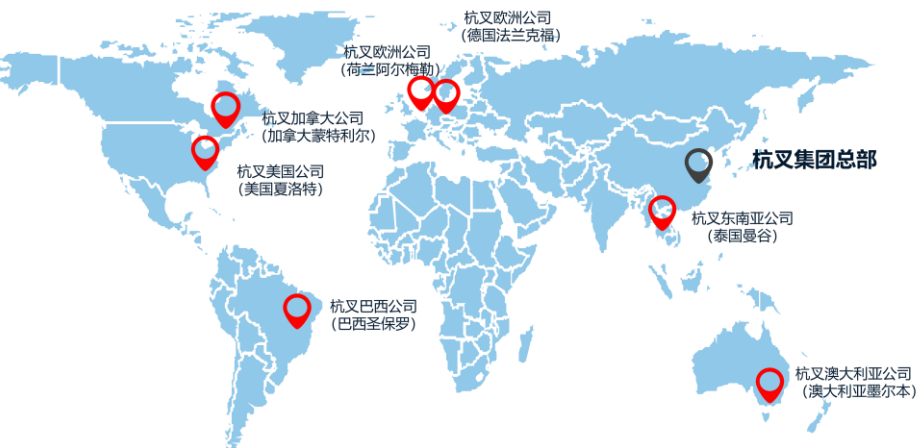 杭叉欧洲公司
（德国法兰克福）
杭叉欧洲公司
（荷兰阿尔梅勒）
杭叉加拿大公司
（加拿大蒙特利尔）
杭叉美国公司
（美国夏洛特）
杭叉集团总部
杭叉东南亚公司
（泰国曼谷）
杭叉巴西公司
（巴西圣保罗）
杭叉澳大利亚公司
（澳大利亚墨尔本）